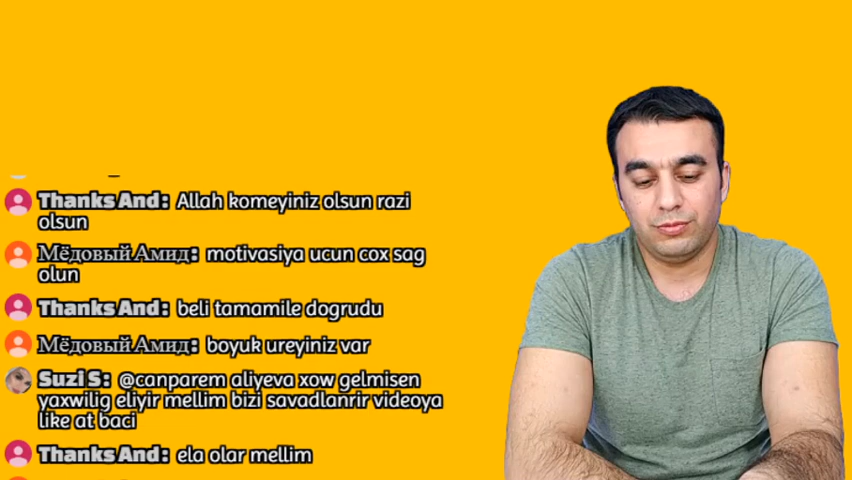 Thanks And: Allah komeyiniz olsun razi
olsun
Мёдовый Амид: motivasiya ucun cox sag
olun
Thanks And: beli tamamile dogrudu
Мёдовый Амид: boyuk ureyiniz var
Suzi S: @canparem aliyeva xow gelmisen
yaxwilig eliyir mellim bizi savadlanrir videoya
like at baci
Thanks And: ela olar mellim